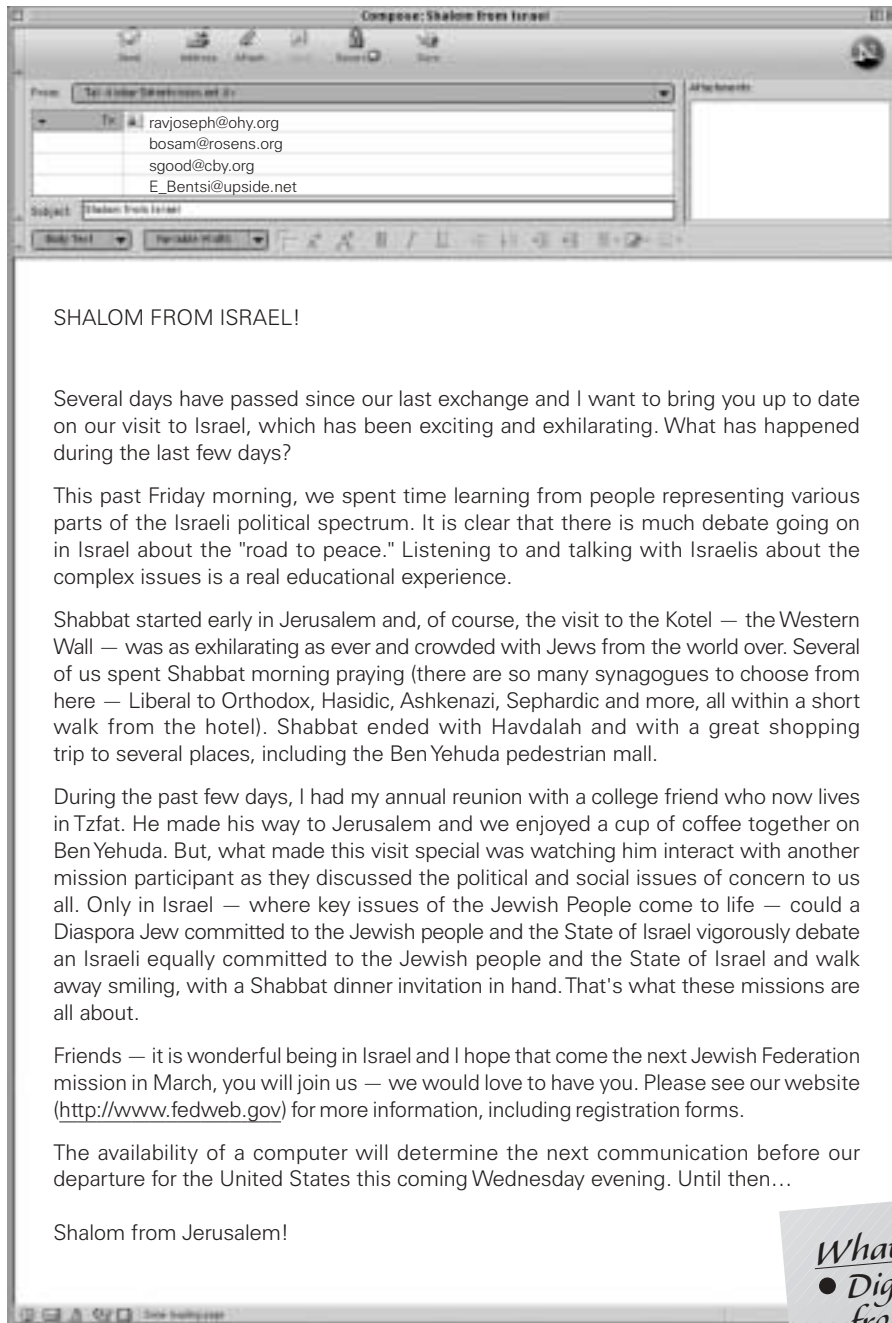 Compose: Shalom from Israel
From:
To:
ravjoseph@ohy.org
bosam@rosens.org
sgood@cby.org
E_Bentsi@upside.net
Attachments
Subject: Shalom from Israel
Body Text
Variable Width
SHALOM FROM ISRAEL!
Several days have passed since our last exchange and I want to bring you up to date
on our visit to Israel, which has been exciting and exhilarating. What has happened
during the last few days?
This past Friday morning, we spent time learning from people representing various
parts of the Israeli political spectrum. It is clear that there is much debate going on
in Israel about the "road to peace." Listening to and talking with Israelis about the
complex issues is a real educational experience.
Shabbat started early in Jerusalem and, of course, the visit to the Kotel — the Western
Wall — was as exhilarating as ever and crowded with Jews from the world over. Several
of us spent Shabbat morning praying (there are so many synagogues to choose from
here — Liberal to Orthodox, Hasidic, Ashkenazi, Sephardic and more, all within a short
walk from the hotel). Shabbat ended with Havdalah and with a great shopping
trip to several places, including the Ben Yehuda pedestrian mall.
During the past few days, I had my annual reunion with a college friend who now lives
in Tzfat. He made his way to Jerusalem and we enjoyed a cup of coffee together on
Ben Yehuda. But, what made this visit special was watching him interact with another
mission participant as they discussed the political and social issues of concern to us
all. Only in Israel — where key issues of the Jewish People come to life — could a
Diaspora Jew committed to the Jewish people and the State of Israel vigorously debate
an Israeli equally committed to the Jewish people and the State of Israel and walk
away smiling, with a Shabbat dinner invitation in hand. That's what these missions are
all about.
Friends — it is wonderful being in Israel and I hope that come the next Jewish Federation
mission in March, you will join us — we would love to have you. Please see our website
(http://www.fedweb.gov) for more information, including registration forms.
The availability of a computer will determine the next communication before our
departure for the United States this coming Wednesday evening. Until then…
Shalom from Jerusalem!
What
● Dig
fro